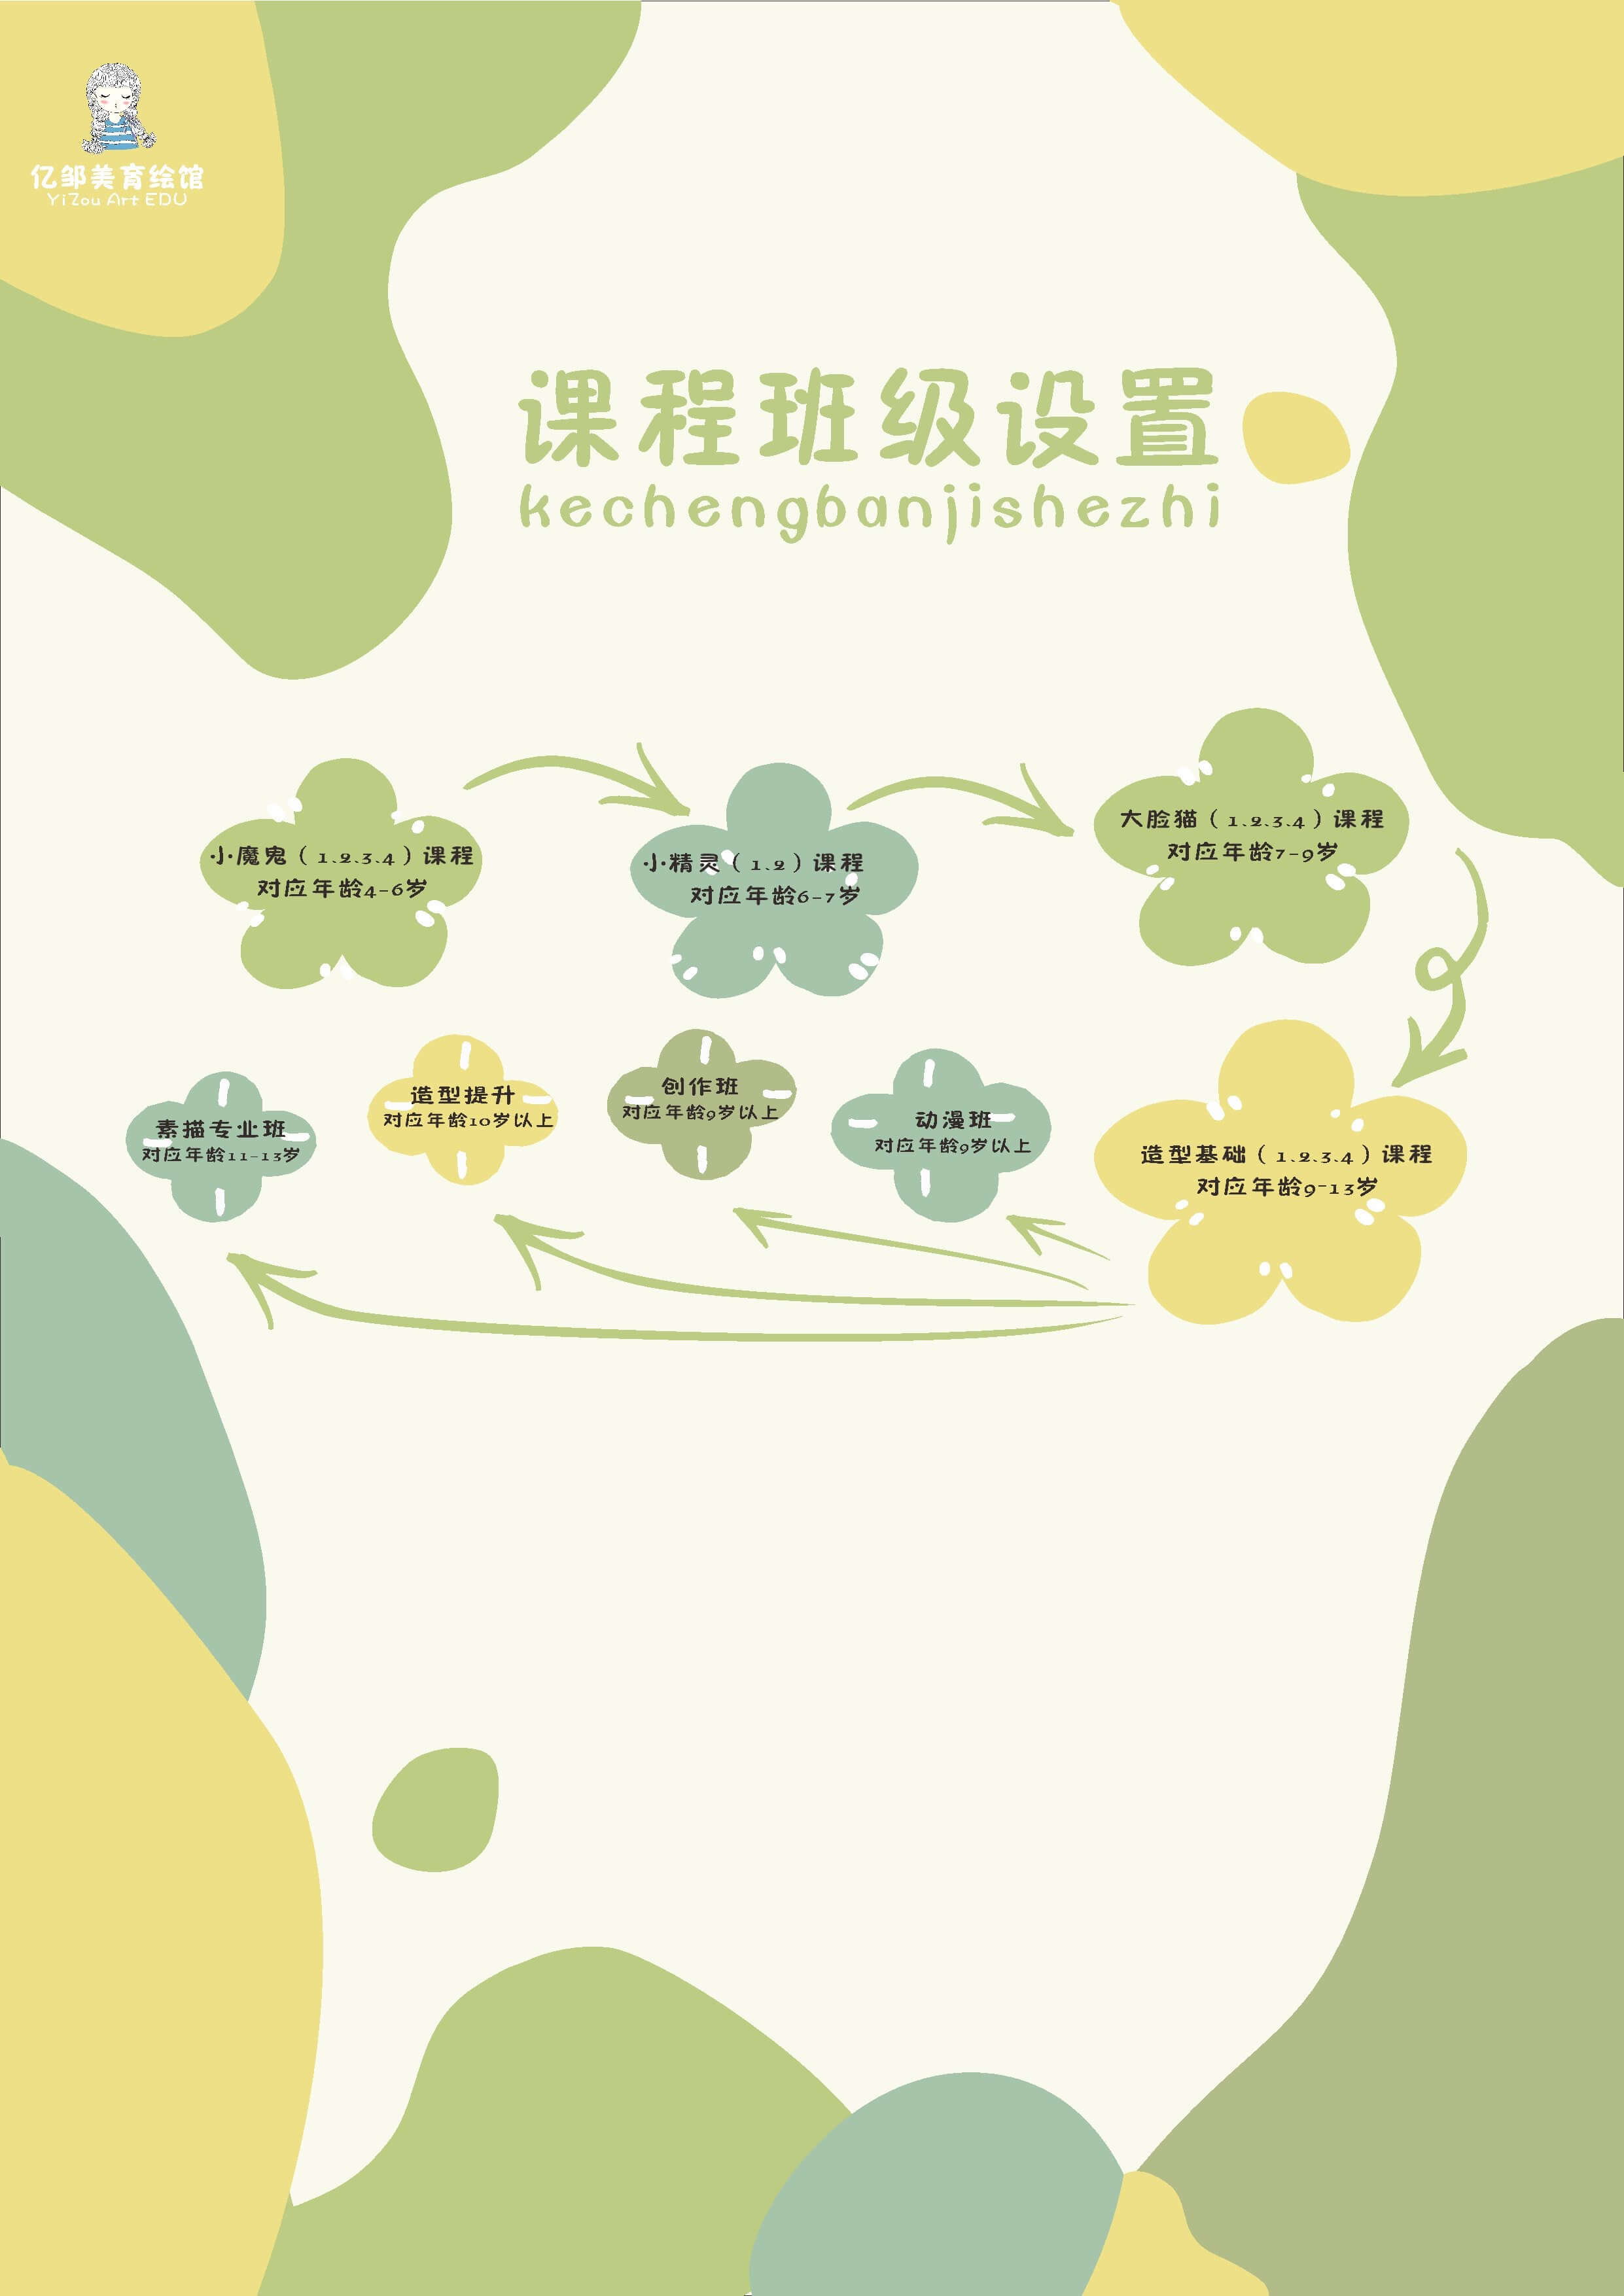 亿邹美育绘馆
YiZou Art EDU
课程班级设置
kechengbanjishezhi
小魔鬼（1.2.3.4）课程
对应年龄4-6岁
小精灵（1.2）课程
对应年龄6-7岁
大脸猫（1.2.3.4）课程
对应年龄7-9岁
造型基础（1.2.3.4）课程
对应年龄9-13岁
动漫班
对应年龄9岁以上
创作班
对应年龄9岁以上
造型提升
对应年龄10岁以上
素描专业班
对应年龄11-13岁